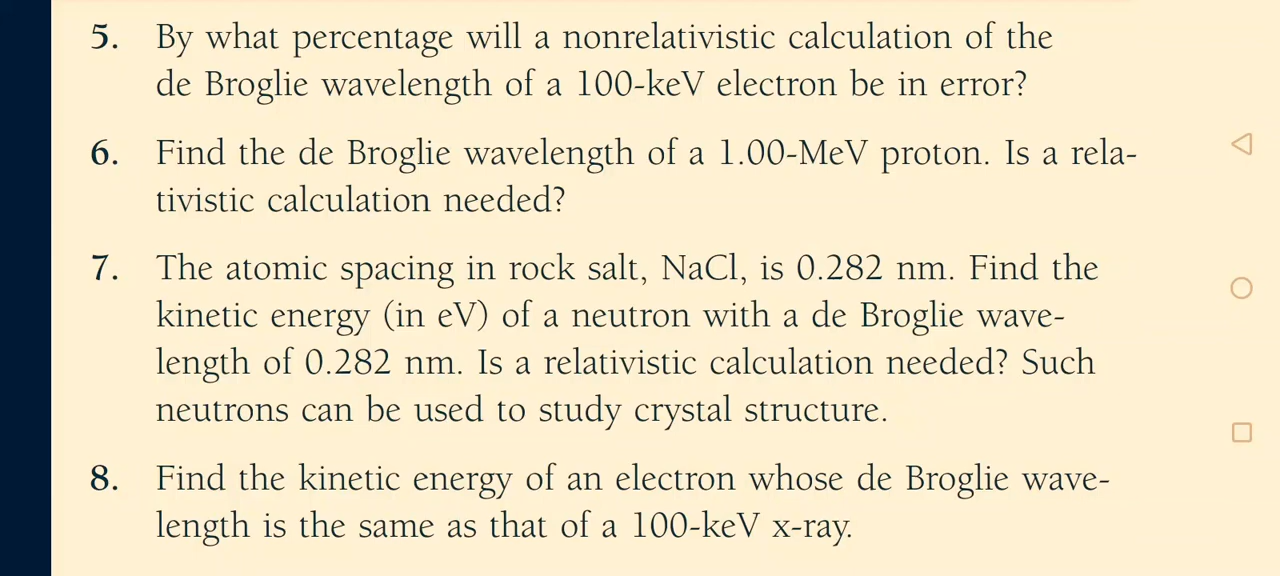 5. By what percentage will a nonrelativistic calculation of the
de Broglie wavelength of a 100-keV electron be in error?
6. Find the de Broglie wavelength of a 1.00-MeV proton. Is a rela-
tivistic calculation needed?
7. The atomic spacing in rock salt, NaCl, is 0.282 nm. Find the
kinetic energy (in eV) of a neutron with a de Broglie wave-
length of 0.282 nm. Is a relativistic calculation needed? Such
neutrons can be used to study crystal structure.
8. Find the kinetic energy of an electron whose de Broglie wave-
length is the same as that of a 100-keV x-ray.